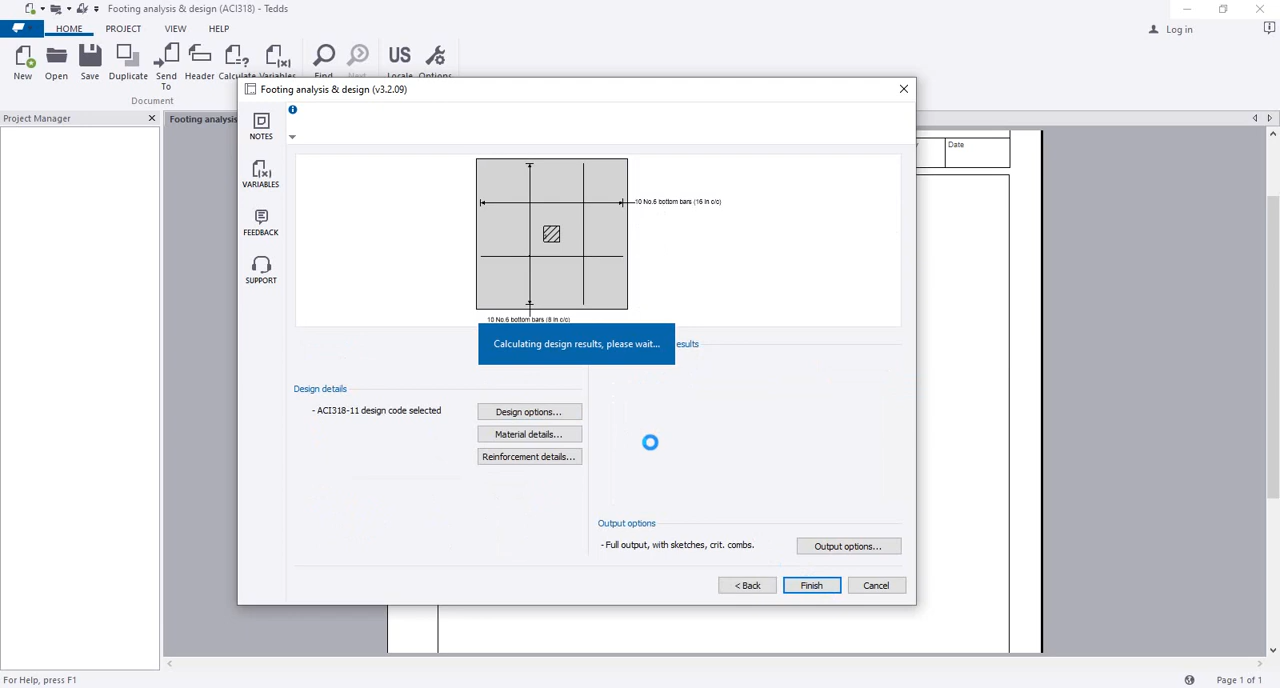 Footing analysis & design (ACI318) - Tedds
HOME PROJECT VIEW HELP
Log in
New Open Save Duplicate Send To Header Calculate Variables Find Next Locale Options
US
Document
Project Manager
Footing analysis
Footing analysis & design (v3.2.09)
Date
NOTES
VARIABLES
FEEDBACK
SUPPORT
10 No.6 bottom bars (16 in c/c)
10 No.6 bottom bars (8 in c/c)
Calculating design results, please wait...
esults
Design details
- ACI318-11 design code selected
Design options...
Material details...
Reinforcement details...
Output options
- Full output, with sketches, crit. combs.
Output options...
< Back Finish Cancel
For Help, press F1
Page 1 of 1